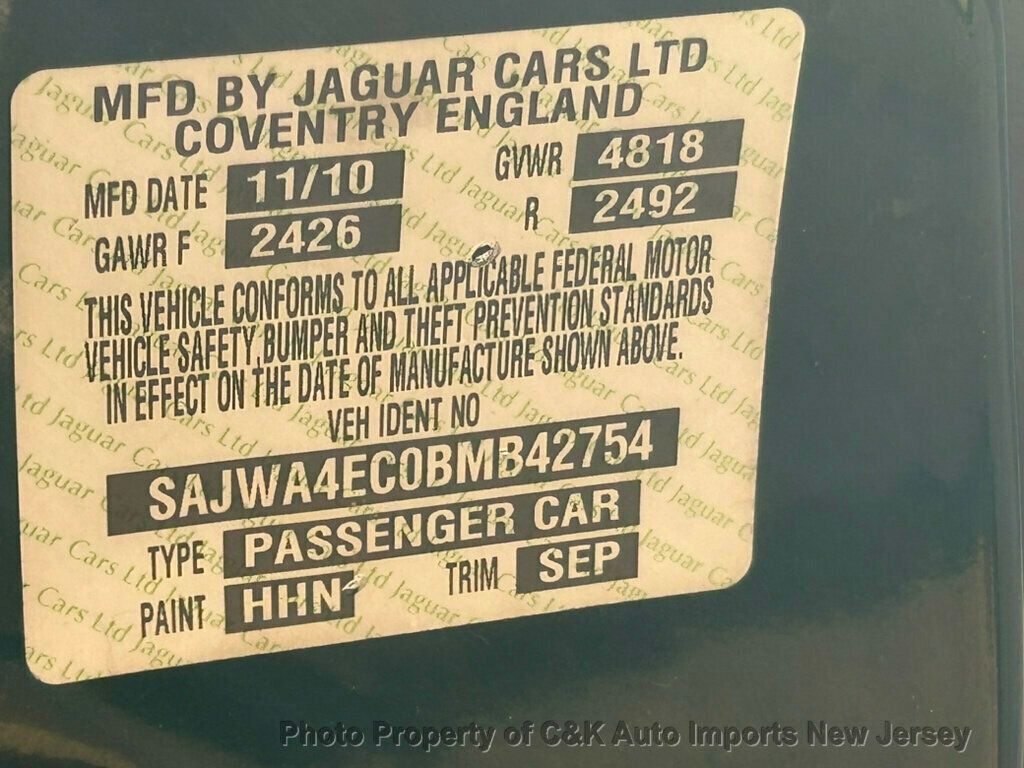 MFD BY JAGUAR CARS LTD
COVENTRY ENGLAND
MFD DATE 11/10 GVWR 4818
GAWR F 2426 R 2492
THIS VEHICLE CONFORMS TO ALL APPLICABLE FEDERAL MOTOR
VEHICLE SAFETY,BUMPER AND THEFT PREVENTION STANDARDS
IN EFFECT ON THE DATE OF MANUFACTURE SHOWN ABOVE.
VEH IDENT NO
SAJWA4EC0BMB42754
TYPE PASSENGER CAR
PAINT HHN TRIM SEP
Photo Property of C&K Auto Imports New Jersey